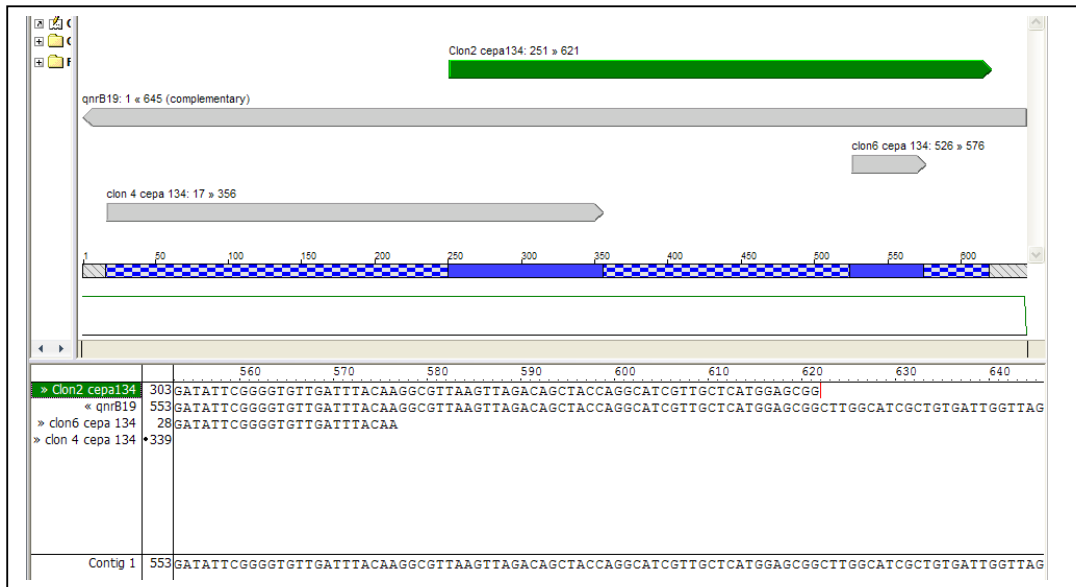 Clon2 cepa134: 251 » 621
qnrB19: 1 « 645 (complementary)
clon6 cepa 134: 526 » 576
clon 4 cepa 134: 17 » 356
1 50 100 150 200 250 300 350 400 450 500 550 600
560 570 580 590 600 610 620 630 640
» Clon2 cepa134 303 GATATTCGGGGTGTTGATTTACAAGGCGTTAAGTTAGACAGCTACCAGGCATCGTTGCTCATGGAGCGG
« qnrB19 553 GATATTCGGGGTGTTGATTTACAAGGCGTTAAGTTAGACAGCTACCAGGCATCGTTGCTCATGGAGCGGCTTGGCATCGCTGTGATTGGTTAG
» clon6 cepa 134 28 GATATTCGGGGTGTTGATTTACAA
» clon 4 cepa 134 •339
Contig 1 553 GATATTCGGGGTGTTGATTTACAAGGCGTTAAGTTAGACAGCTACCAGGCATCGTTGCTCATGGAGCGGCTTGGCATCGCTGTGATTGGTTAG